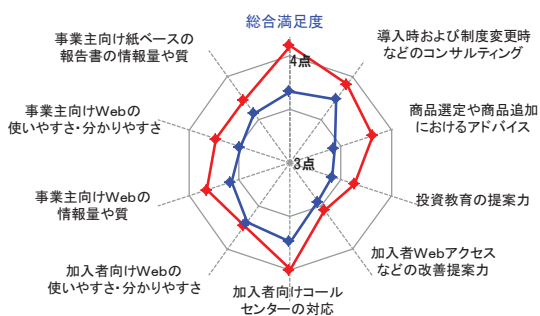 総合満足度
導入時および制度変更時
などのコンサルティング
商品選定や商品追加
におけるアドバイス
投資教育の提案力
加入者Webアクセス
などの改善提案力
加入者向けコール
センターの対応
加入者向けWebの
使いやすさ・分かりやすさ
事業主向けWebの
情報量や質
事業主向けWebの
使いやすさ・分かりやすさ
事業主向け紙ベースの
報告書の情報量や質
4点
3点